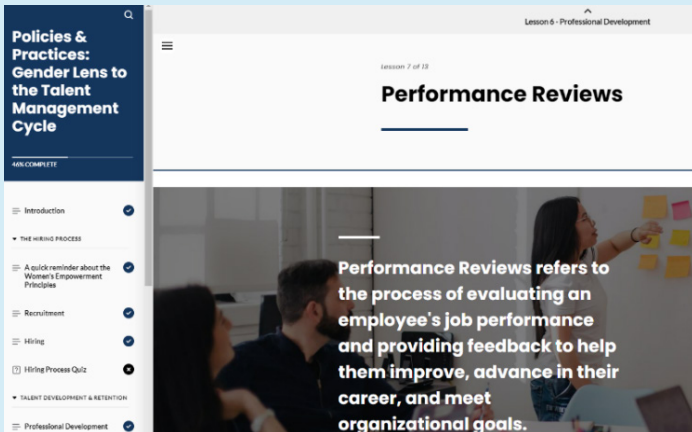 Policies &
Practices:
Gender Lens to
the Talent
Management
Cycle
46% COMPLETE
Introduction
THE HIRING PROCESS
A quick reminder about the
Women's Empowerment
Principles
Recruitment
Hiring
Hiring Process Quiz
TALENT DEVELOPMENT & RETENTION
Professional Development
Lesson 6 - Professional Development
Lesson 7 of 13
Performance Reviews
Performance Reviews refers to
the process of evaluating an
employee's job performance
and providing feedback to help
them improve, advance in their
career, and meet
organizational goals.